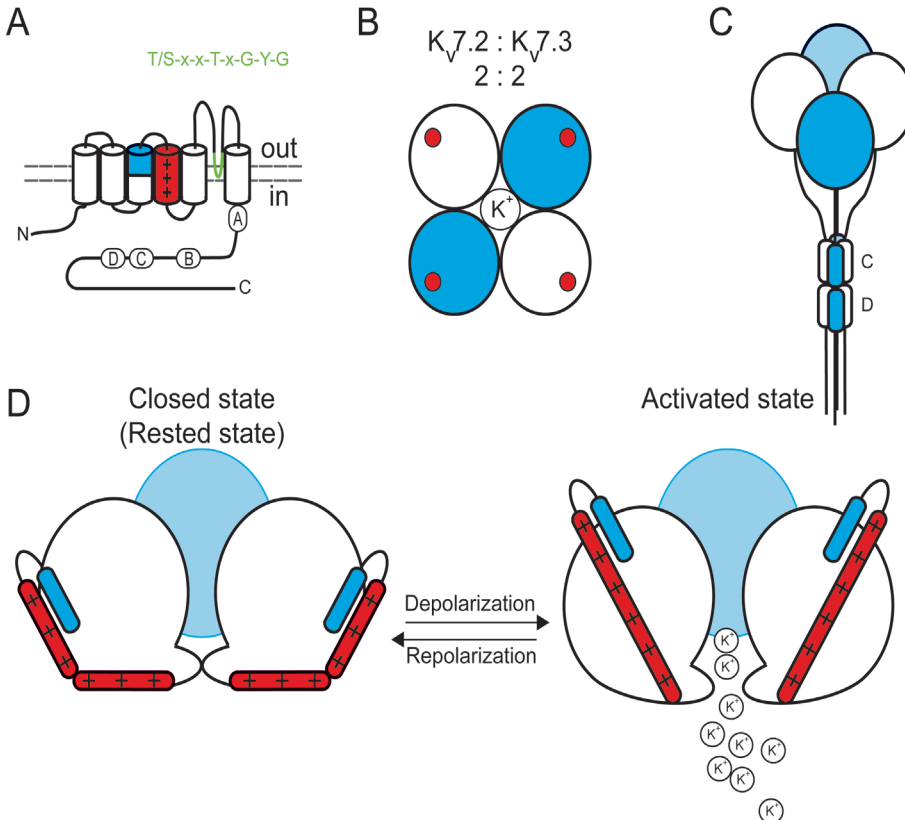 A
T/S-x-x-T-x-G-Y-G
out
in
+
+
+
N
A
D
C
B
C
B
Kv7.2 : Kv7.3
2 : 2
K+
C
C
D
D
Closed state
(Rested state)
Activated state
Depolarization
Repolarization
+ + + + + +
+ + + + + +
+ + + + + +
+ + + + + +
K+
K+
K+
K+
K+
K+
K+
K+
K+